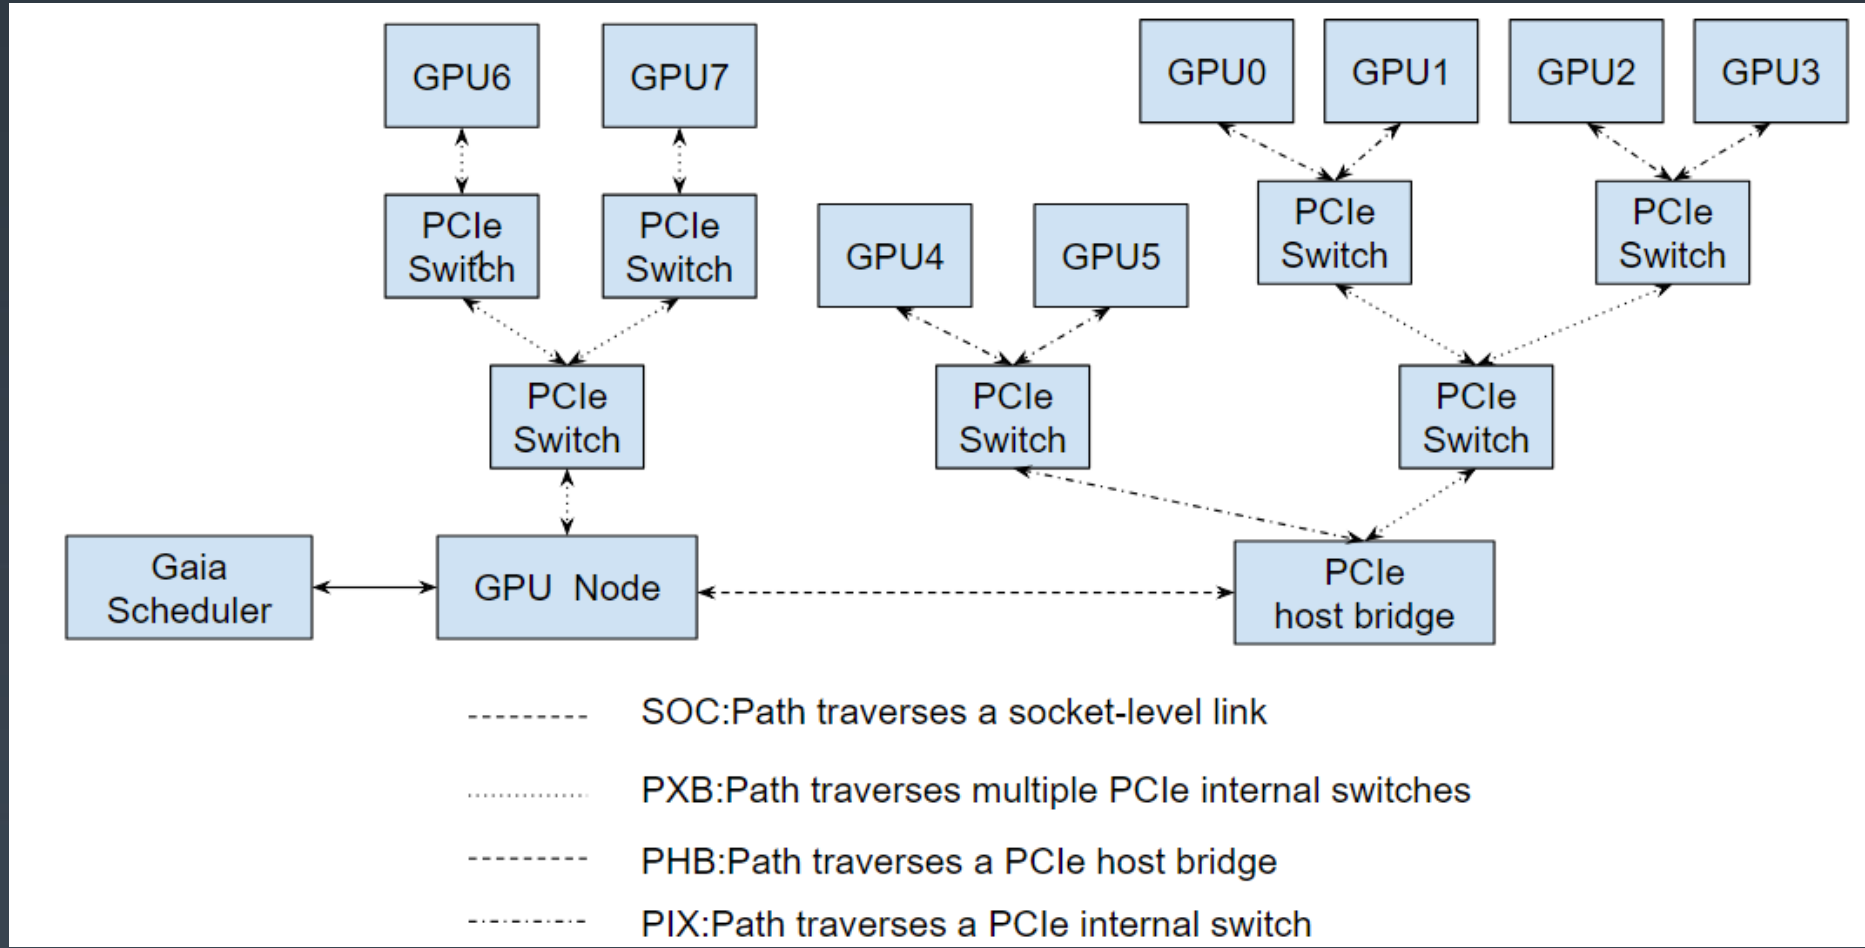 GPU6
GPU7
GPU0
GPU1
GPU2
GPU3
PCIe
Switch
PCIe
Switch
GPU4
GPU5
PCIe
Switch
PCIe
Switch
PCIe
Switch
PCIe
Switch
PCIe
Switch
Gaia
Scheduler
GPU Node
PCIe
host bridge
SOC:Path traverses a socket-level link
PXB:Path traverses multiple PCIe internal switches
PHB:Path traverses a PCIe host bridge
PIX:Path traverses a PCIe internal switch